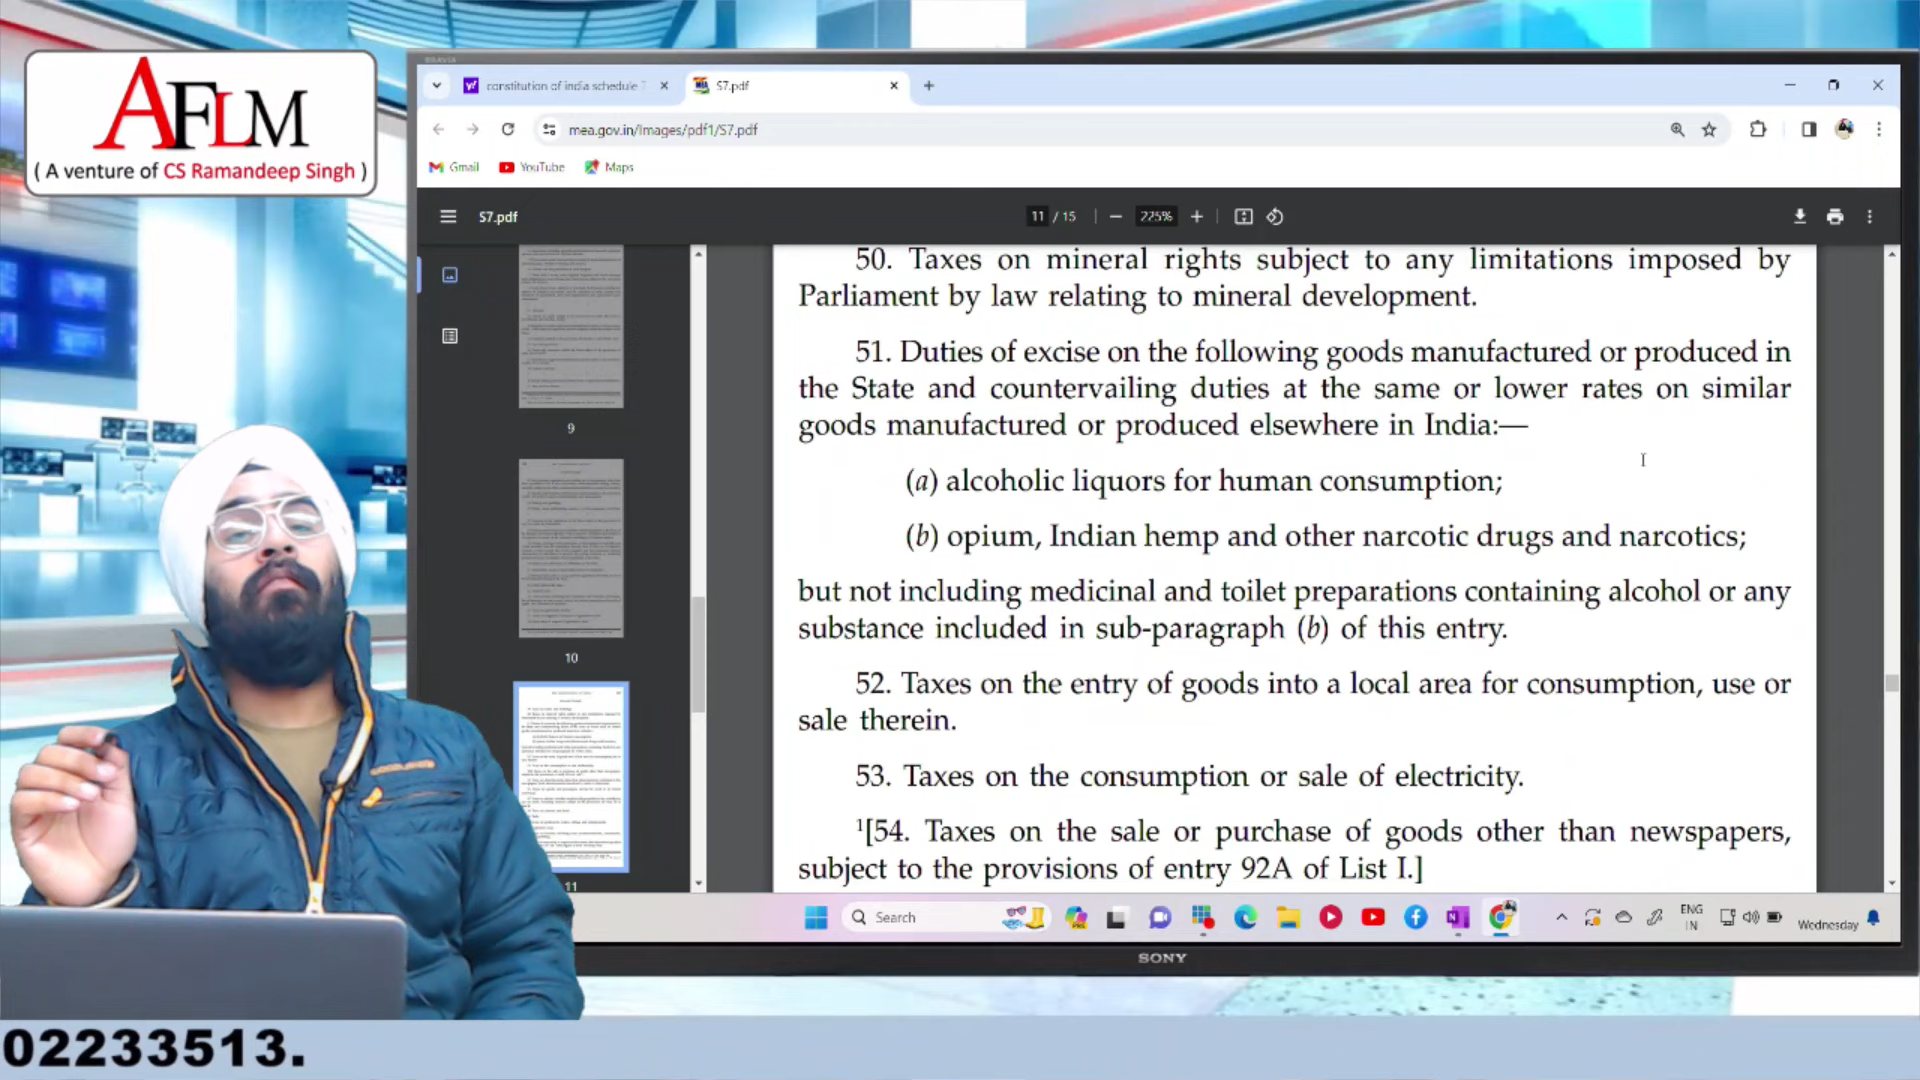 BRAVIA
AFLM
( A venture of CS Ramandeep Singh )
constitution of india schedule 7
S7.pdf
mea.gov.in/Images/pdf1/S7.pdf
Gmail
YouTube
Maps
S7.pdf
11 / 15
225%
50. Taxes on mineral rights subject to any limitations imposed by
Parliament by law relating to mineral development.
51. Duties of excise on the following goods manufactured or produced in
the State and countervailing duties at the same or lower rates on similar
goods manufactured or produced elsewhere in India:—
(a) alcoholic liquors for human consumption;
(b) opium, Indian hemp and other narcotic drugs and narcotics;
but not including medicinal and toilet preparations containing alcohol or any
substance included in sub-paragraph (b) of this entry.
52. Taxes on the entry of goods into a local area for consumption, use or
sale therein.
53. Taxes on the consumption or sale of electricity.
1[54. Taxes on the sale or purchase of goods other than newspapers,
subject to the provisions of entry 92A of List I.]
9
10
11
Search
ENG
IN
Wednesday
SONY
02233513.